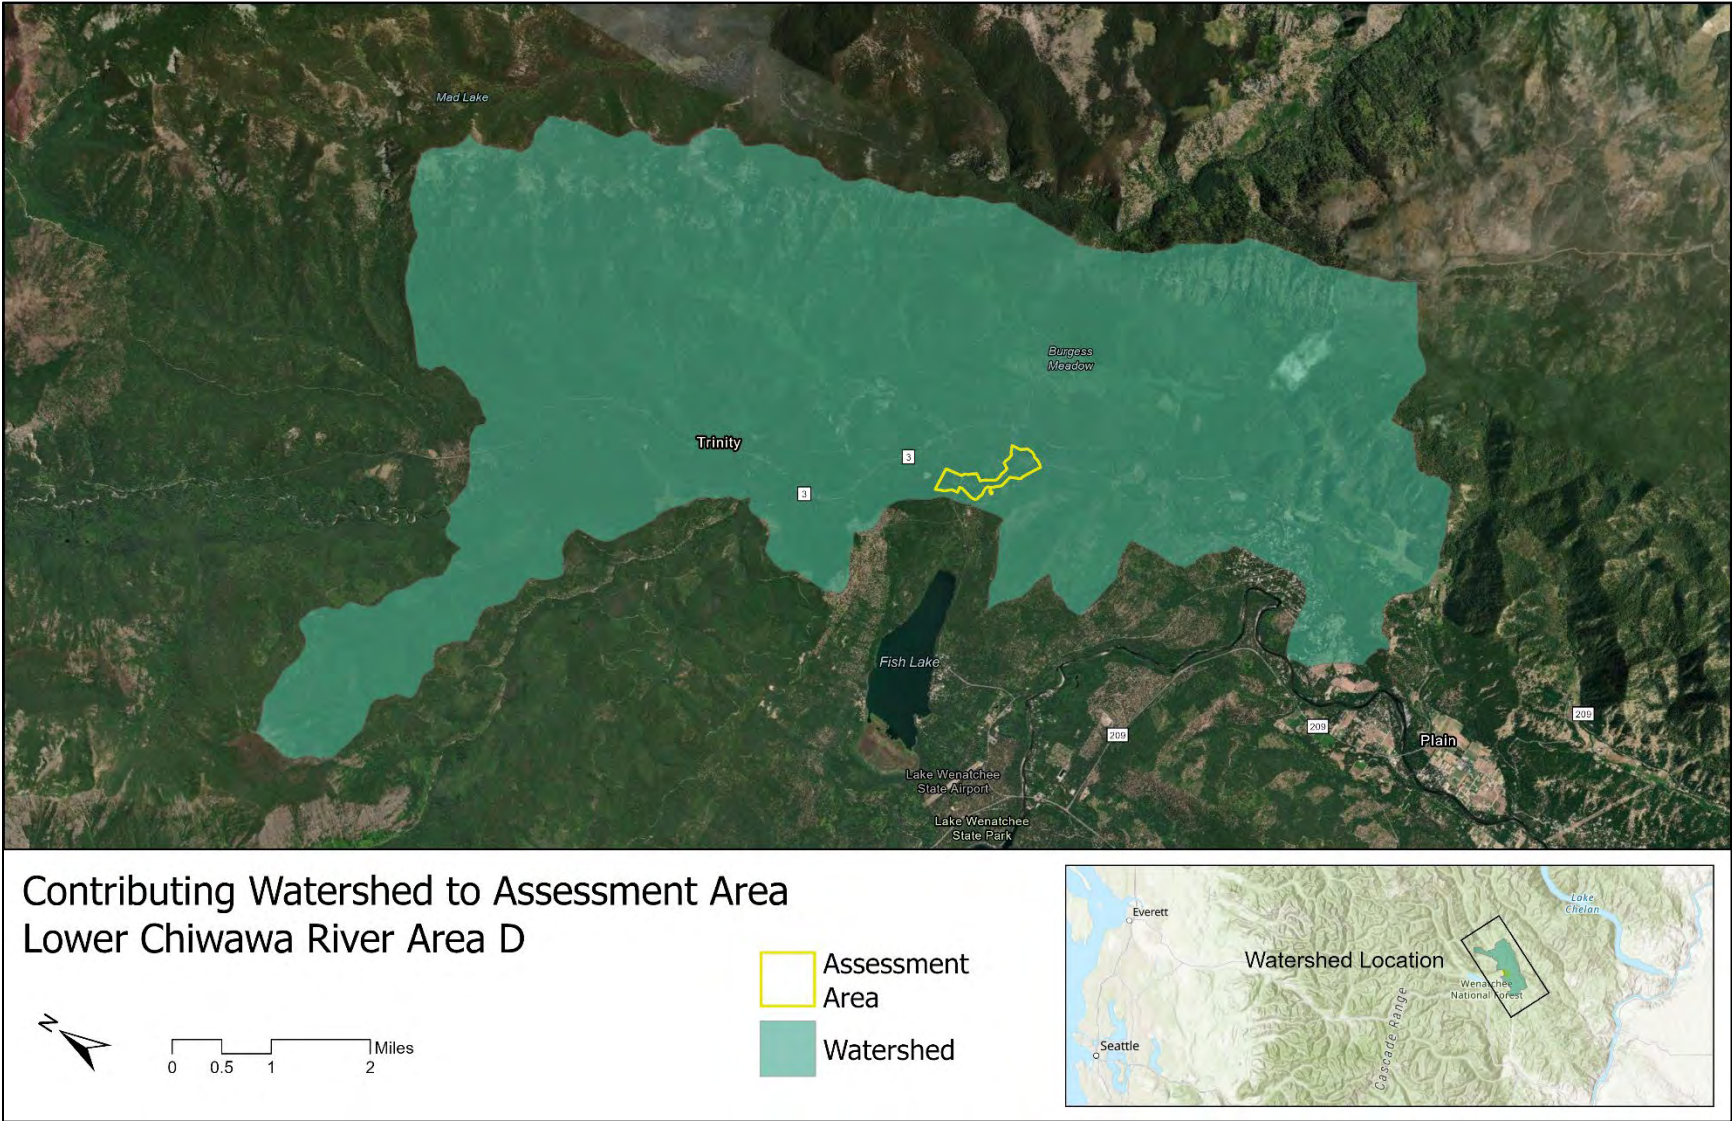 Mad Lake
Burgess
Meadow
Trinity
3
3
Fish Lake
209
209
209
Plain
Lake Wenatchee
State Airport
Lake Wenatchee
State Park
Contributing Watershed to Assessment Area
Lower Chiwawa River Area D
N
0 0.5 1 2 Miles
Assessment
Area
Watershed
Everett
Lake
Chelan
Watershed Location
Wenatchee
National Forest
Cascade Range
Seattle